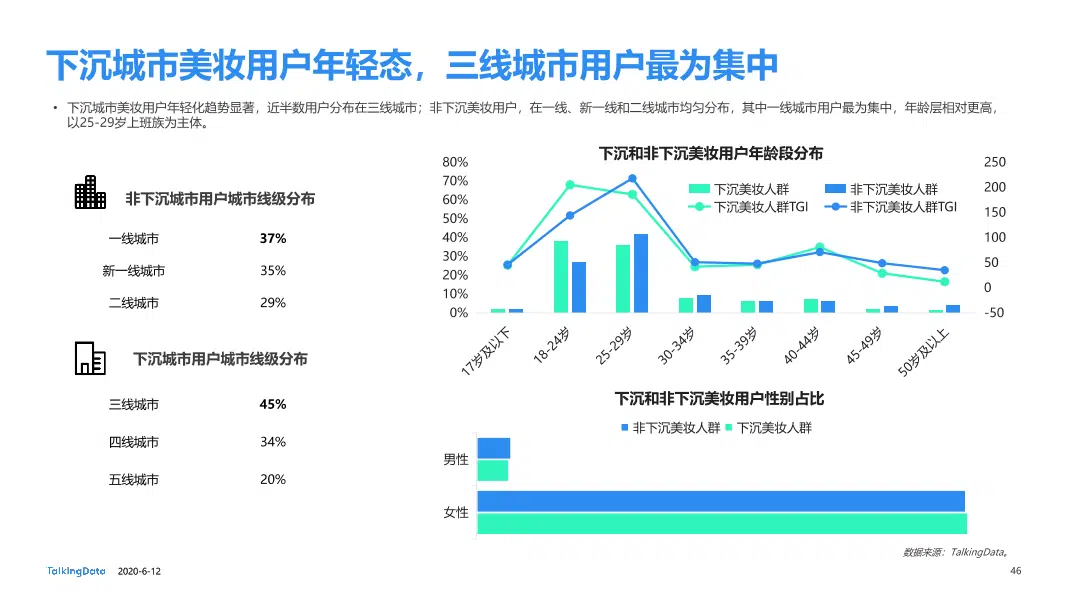 下沉城市美妆用户年轻态，三线城市用户最为集中
• 下沉城市美妆用户年轻化趋势显著，近半数用户分布在三线城市；非下沉美妆用户，在一线、新一线和二线城市均匀分布，其中一线城市用户最为集中，年龄层相对更高，
以25-29岁上班族为主体。
非下沉城市用户城市线级分布
一线城市 37%
新一线城市 35%
二线城市 29%
下沉城市用户城市线级分布
三线城市 45%
四线城市 34%
五线城市 20%
下沉和非下沉美妆用户年龄段分布
80%
70%
60%
50%
40%
30%
20%
10%
0%
250
200
150
100
50
0
-50
下沉美妆人群 非下沉美妆人群
下沉美妆人群TGI 非下沉美妆人群TGI
17岁及以下
18-24岁
25-29岁
30-34岁
35-39岁
40-44岁
45-49岁
50岁及以上
下沉和非下沉美妆用户性别占比
非下沉美妆人群 下沉美妆人群
男性
女性
数据来源：TalkingData。
TalkingData 2020-6-12
46